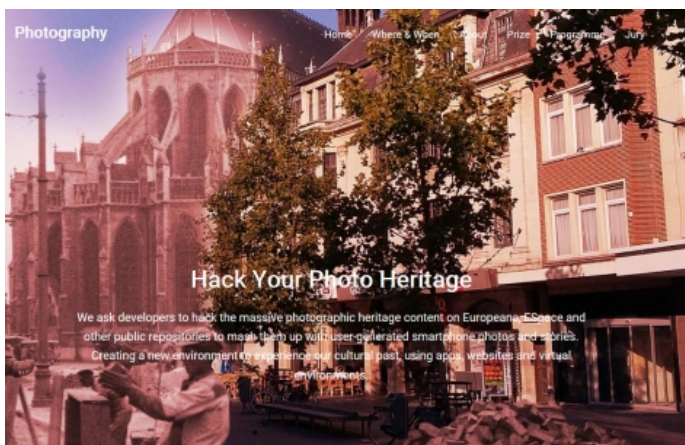 Photography
Home Where & When About Prize Programme Jury
Hack Your Photo Heritage
We ask developers to hack the massive photographic heritage content on Europeana, ESpace and
other public repositories to mash them up with user-generated smartphone photos and stories.
Creating a new environment to experience our cultural past, using apps, websites and virtual
environments.